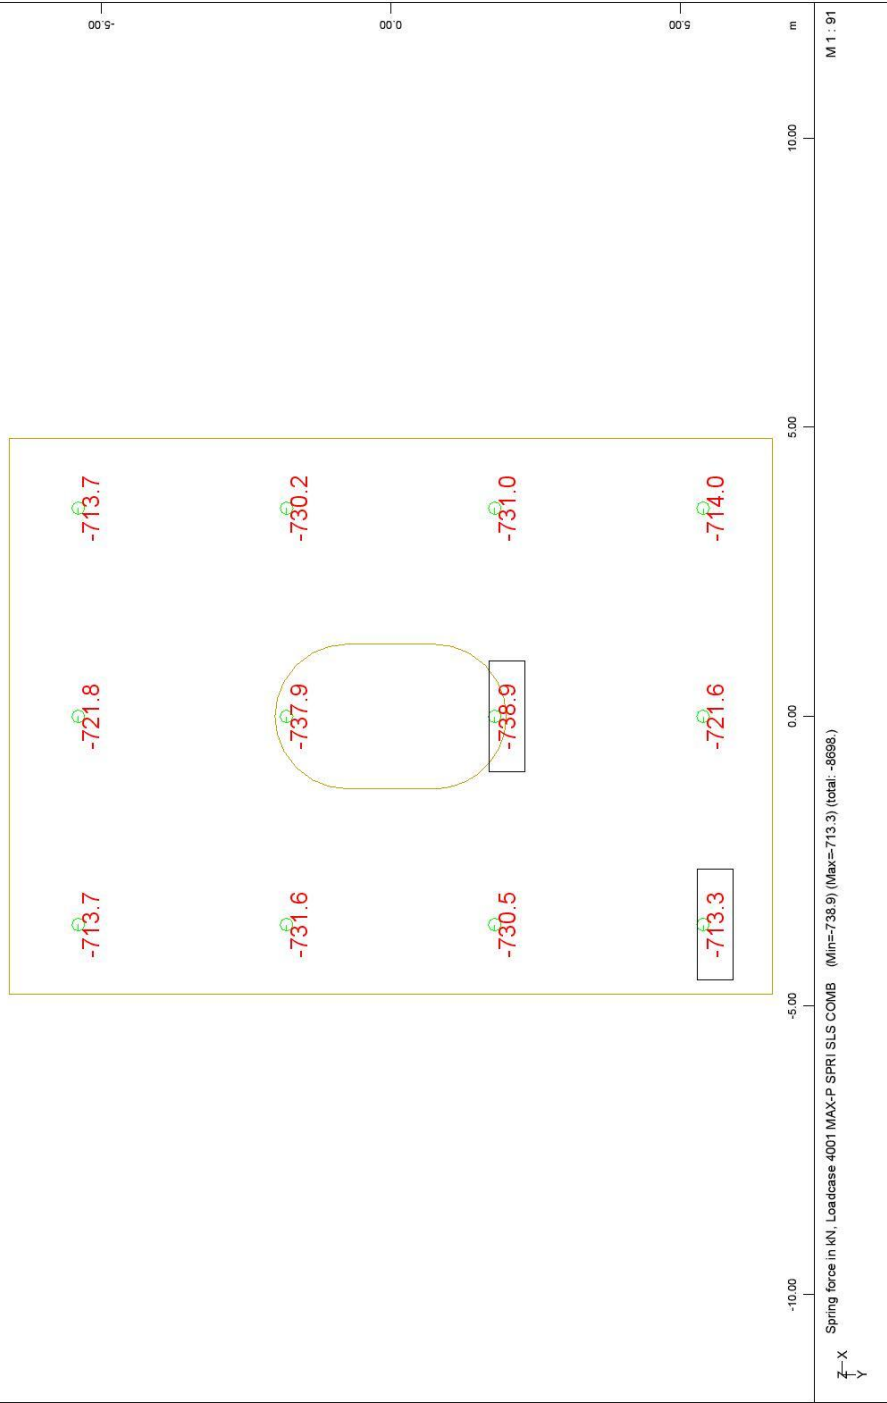 -713.7 -721.8 -713.7 -5.00
-731.6 -737.9 -730.2
0.00
-730.5 -738.9 -731.0
5.00
-713.3 -721.6 -714.0
-10.00 -5.00 0.00 5.00 10.00 m
Z X
Y
Spring force in kN, Loadcase 4001 MAX-P SPRI SLS COMB (Min=-738.9) (Max=-713.3) (total: -8698.)
M 1 : 91